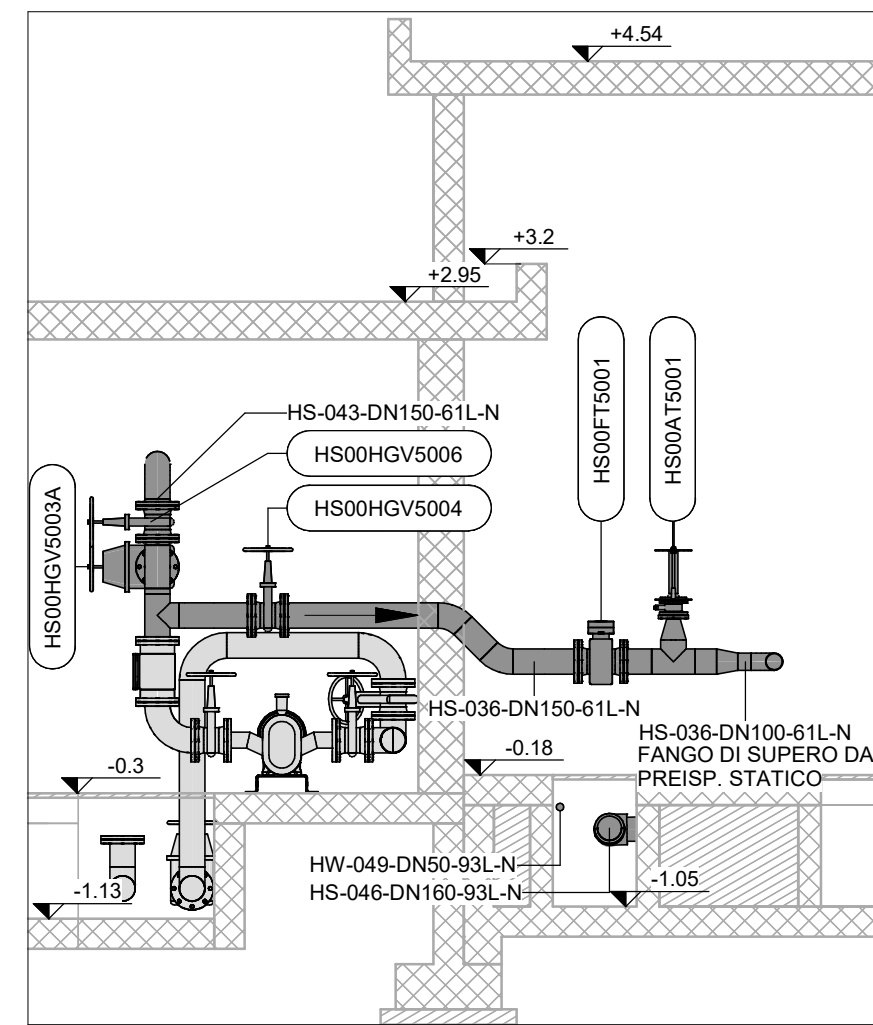 +4.54
+3.2
+2.95
HS00FT5001
HS00AT5001
HS-043-DN150-61L-N
HS00HGV5006
HS00HGV5003A
HS00HGV5004
HS-036-DN150-61L-N
HS-036-DN100-61L-N
FANGO DI SUPERO DA
PREISP. STATICO
-0.18
-0.3
HW-049-DN50-93L-N
HS-046-DN160-93L-N
-1.05
-1.13